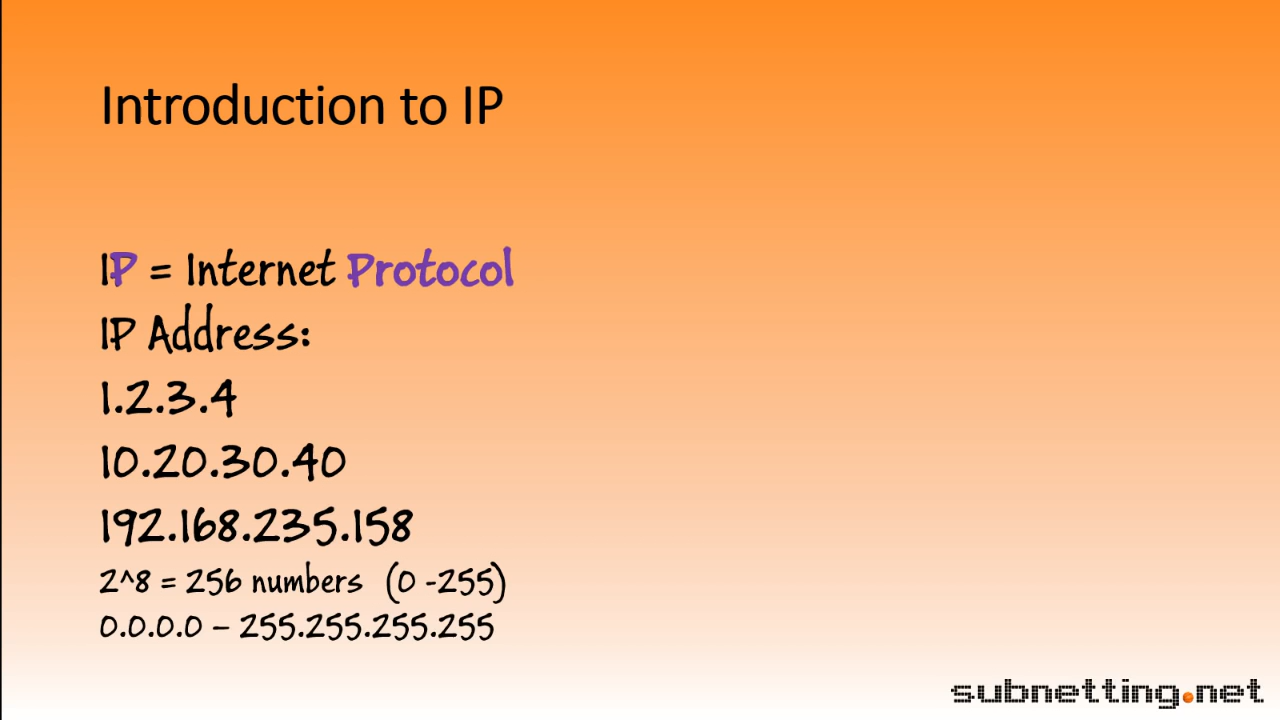 Introduction to IP
IP = Internet Protocol
IP Address:
1.2.3.4
10.20.30.40
192.168.235.158
2^8 = 256 numbers (0 -255)
0.0.0.0 – 255.255.255.255
subnetting.net